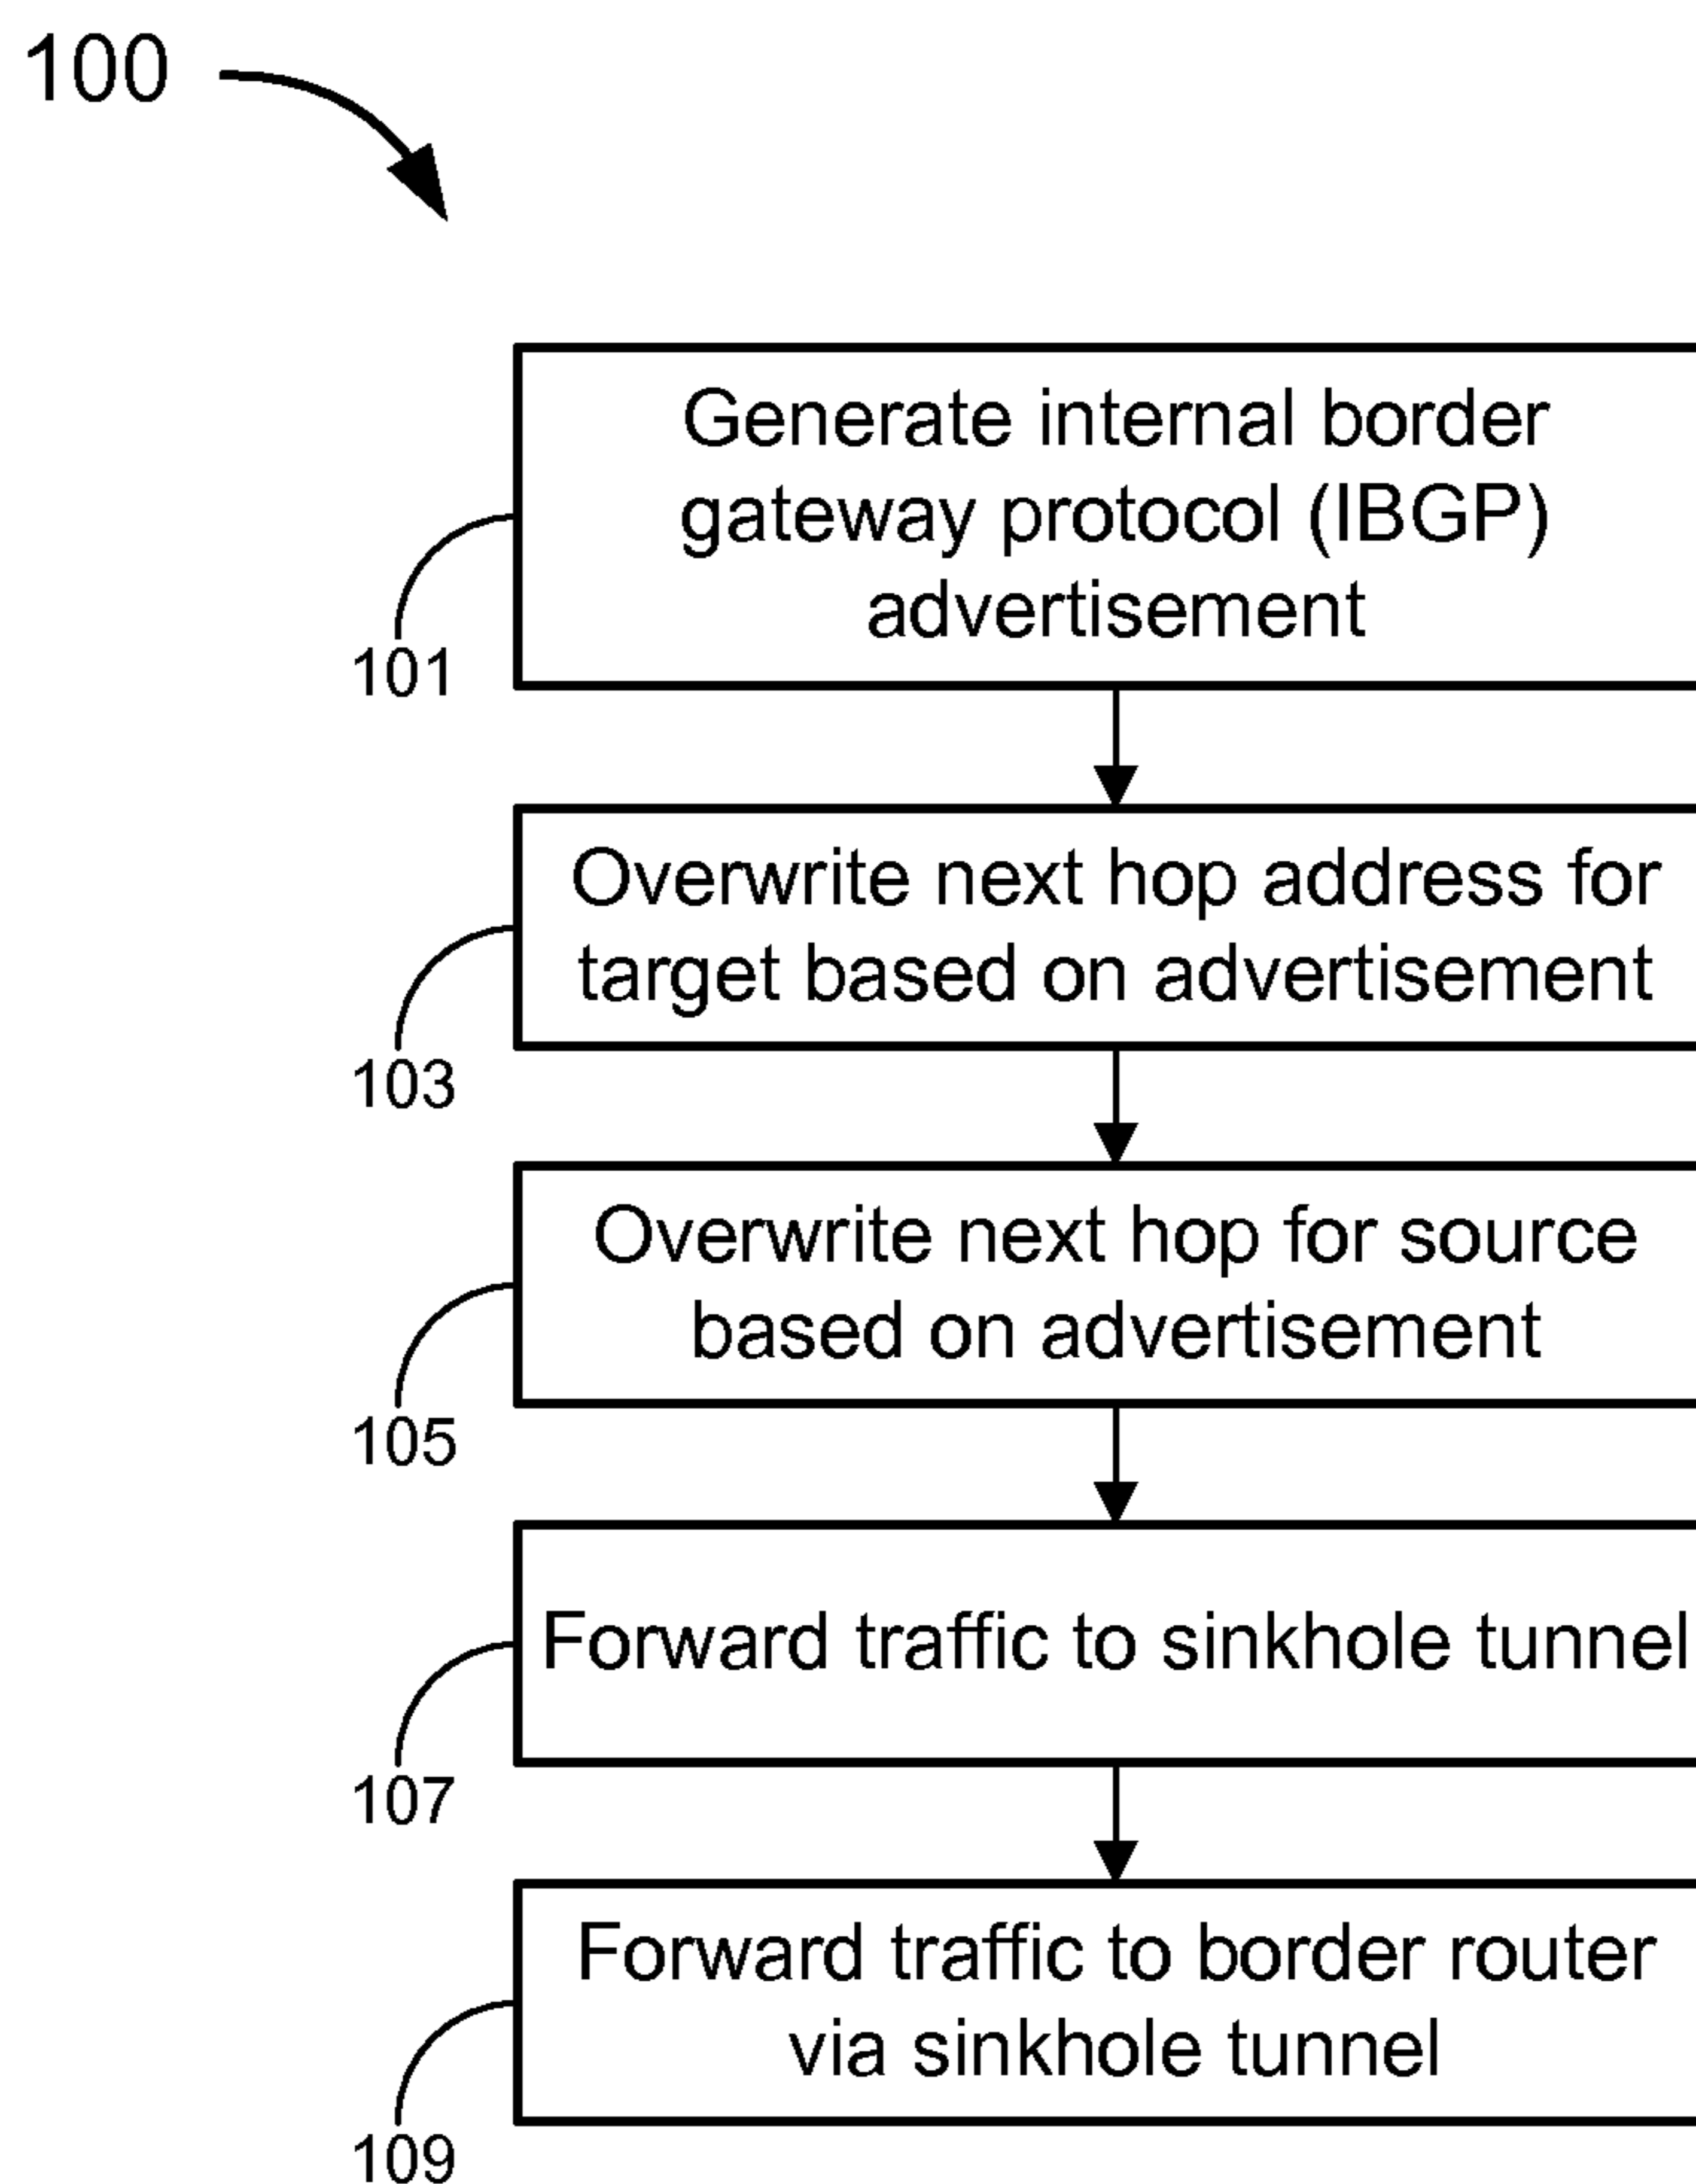 100
Generate internal border
gateway protocol (IBGP)
advertisement
101
Overwrite next hop address for
target based on advertisement
103
Overwrite next hop for source
based on advertisement
105
Forward traffic to sinkhole tunnel
107
Forward traffic to border router
via sinkhole tunnel
109